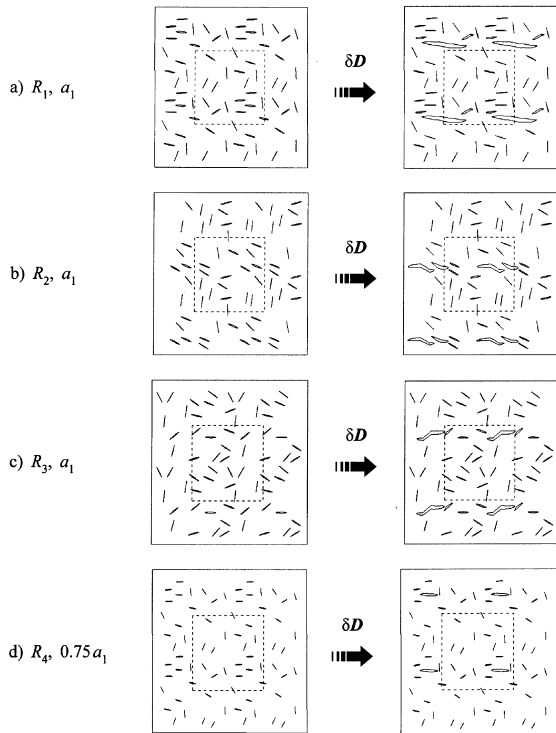 a) R₁, a₁
δD
b) R₂, a₁
δD
c) R₃, a₁
δD
d) R₄, 0.75a₁
δD